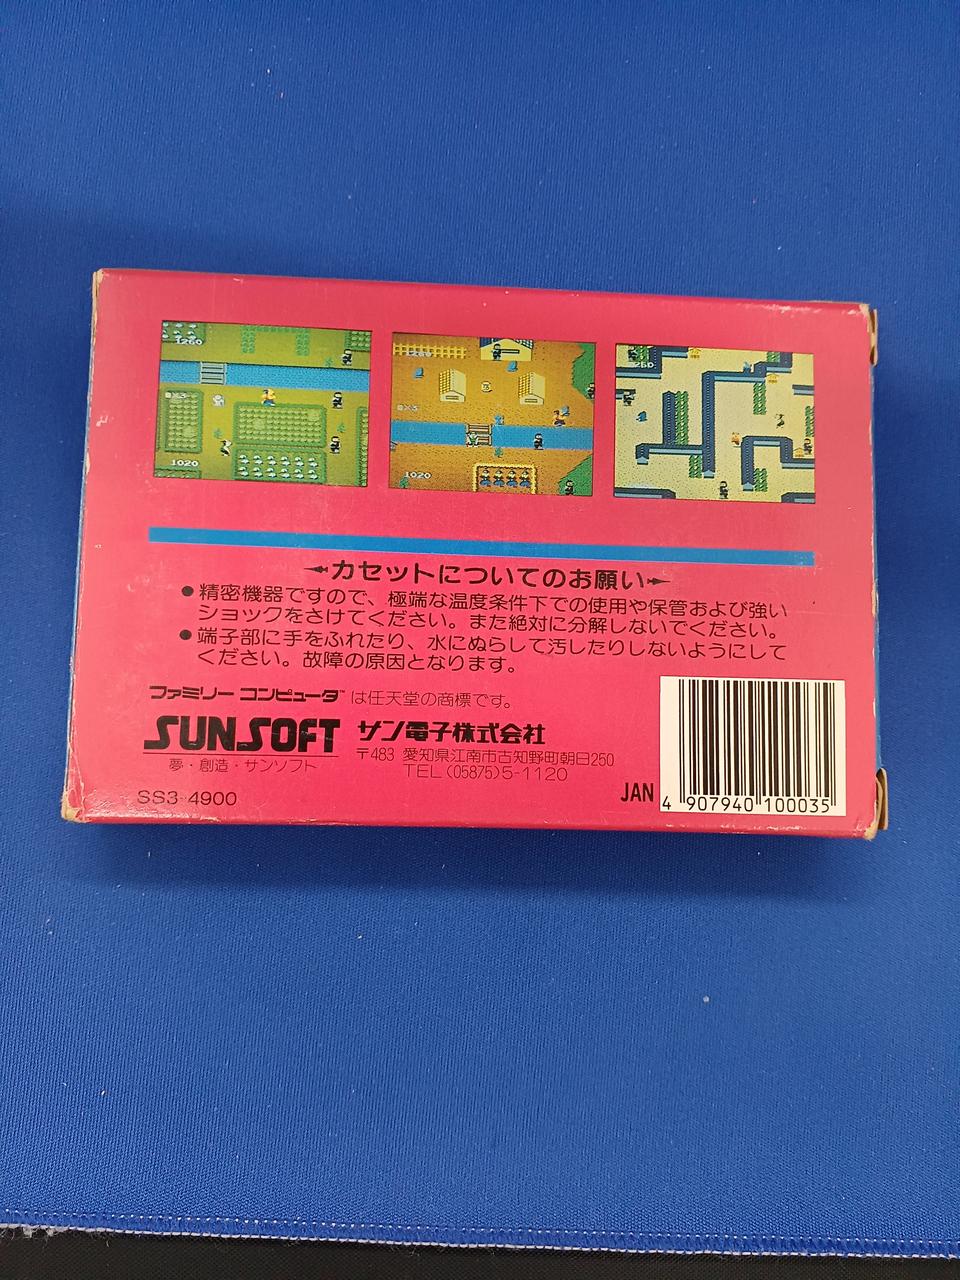 1260
×3
1020
1260
×3
1020
260
カセットについてのお願い
●精密機器ですので、極端な温度条件下での使用や保管および強い
ショックをさけてください。また絶対に分解しないでください。
●端子部に手をふれたり、水にぬらして汚したりしないようにして
ください。故障の原因となります。
ファミリー コンピュータ™は任天堂の商標です。
SUNSOFT サン電子株式会社
夢・創造・サンソフト
〒483 愛知県江南市古知野町朝日250
TEL(05875)5-1120
SS3-4900
JAN
4 907940 100035